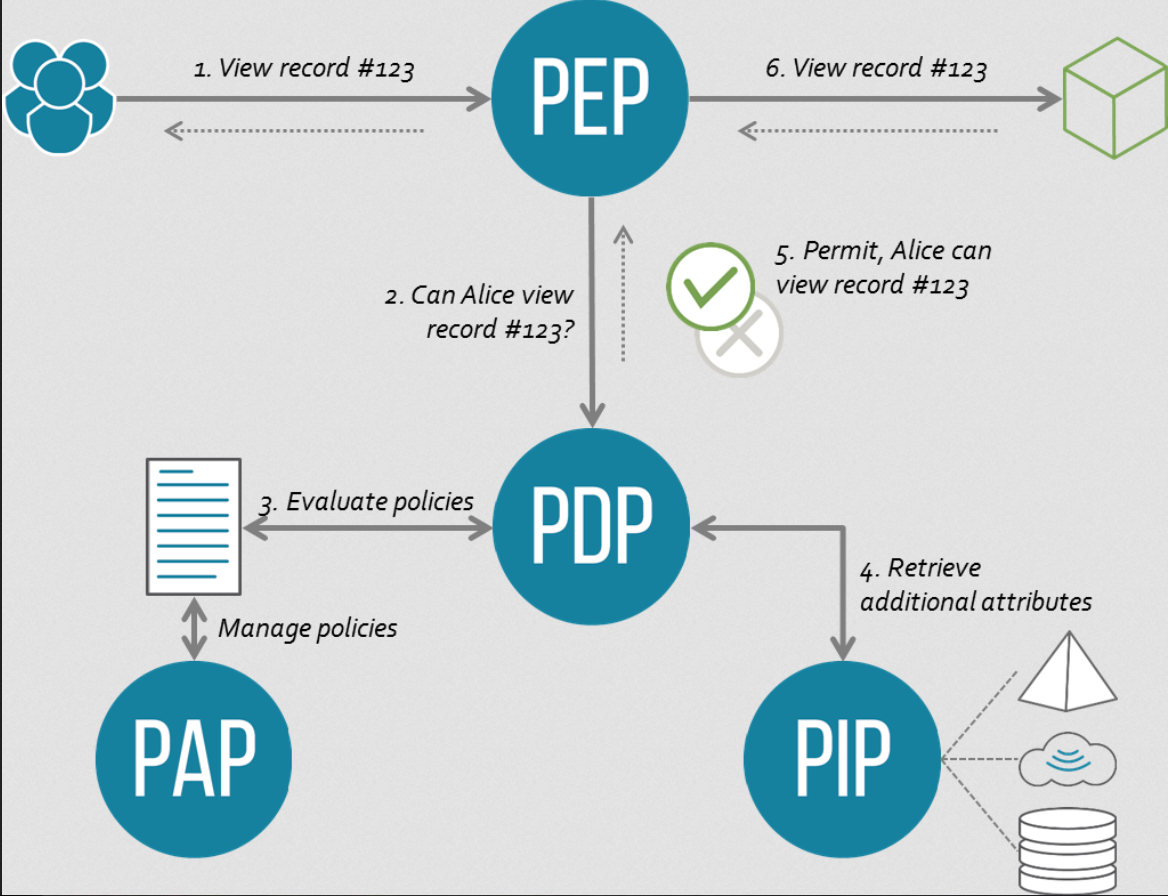 1. View record #123
PEP
6. View record #123
5. Permit, Alice can
view record #123
2. Can Alice view
record #123?
3. Evaluate policies
PDP
4. Retrieve
additional attributes
Manage policies
PAP
PIP